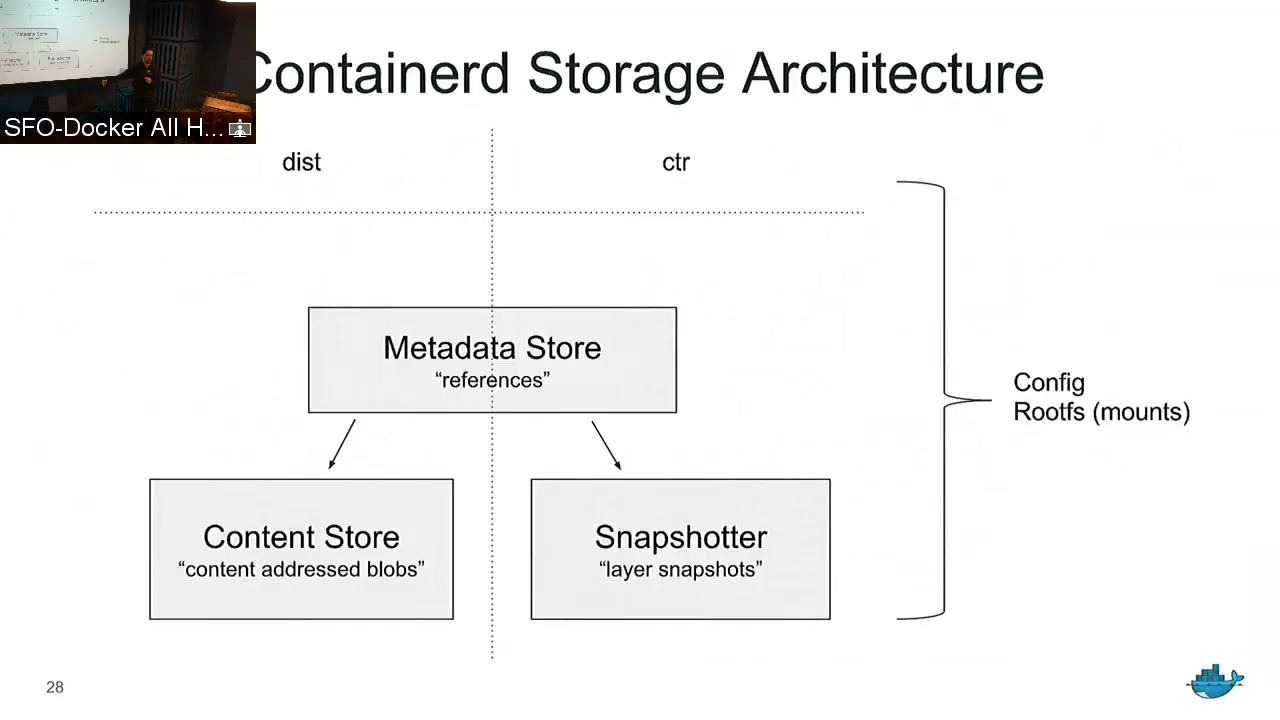 Containerd Storage Architecture
SFO-Docker All H...
dist
ctr
Metadata Store
“references”
Config
Rootfs (mounts)
Content Store
“content addressed blobs”
Snapshotter
“layer snapshots”
28